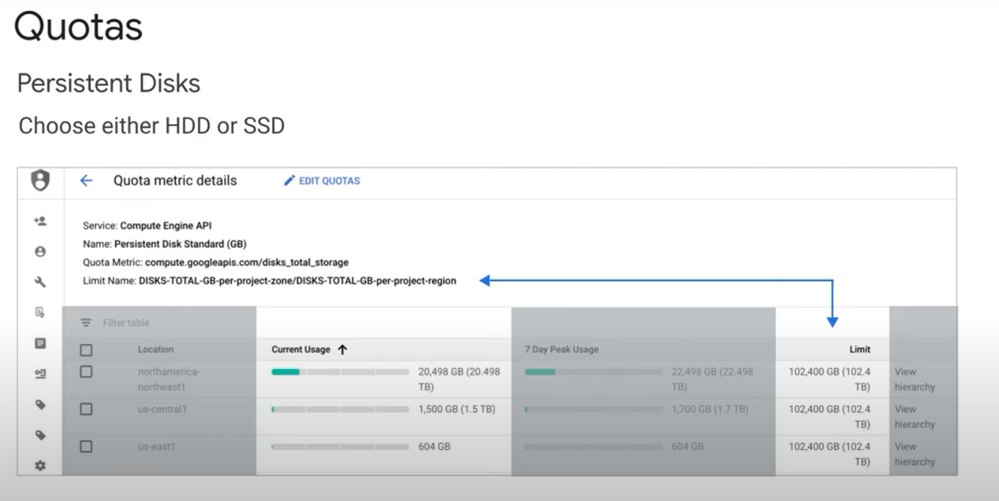 Quotas
Persistent Disks
Choose either HDD or SSD
Quota metric details EDIT QUOTAS
Service: Compute Engine API
Name: Persistent Disk Standard (GB)
Quota Metric: compute.googleapis.com/disks_total_storage
Limit Name: DISKS-TOTAL-GB-per-project-zone/DISKS-TOTAL-GB-per-project-region
Filter table
Location Current Usage 7 Day Peak Usage Limit
northamerica- 20,498 GB (20.498 22,498 GB (22.498 102,400 GB (102.4 View
northeast1 TB) TB) TB) hierarchy
us-central1 1,500 GB (1.5 TB) 1,700 GB (1.7 TB) 102,400 GB (102.4 View
TB) hierarchy
us-east1 604 GB 604 GB 102,400 GB (102.4 View
TB) hierarchy